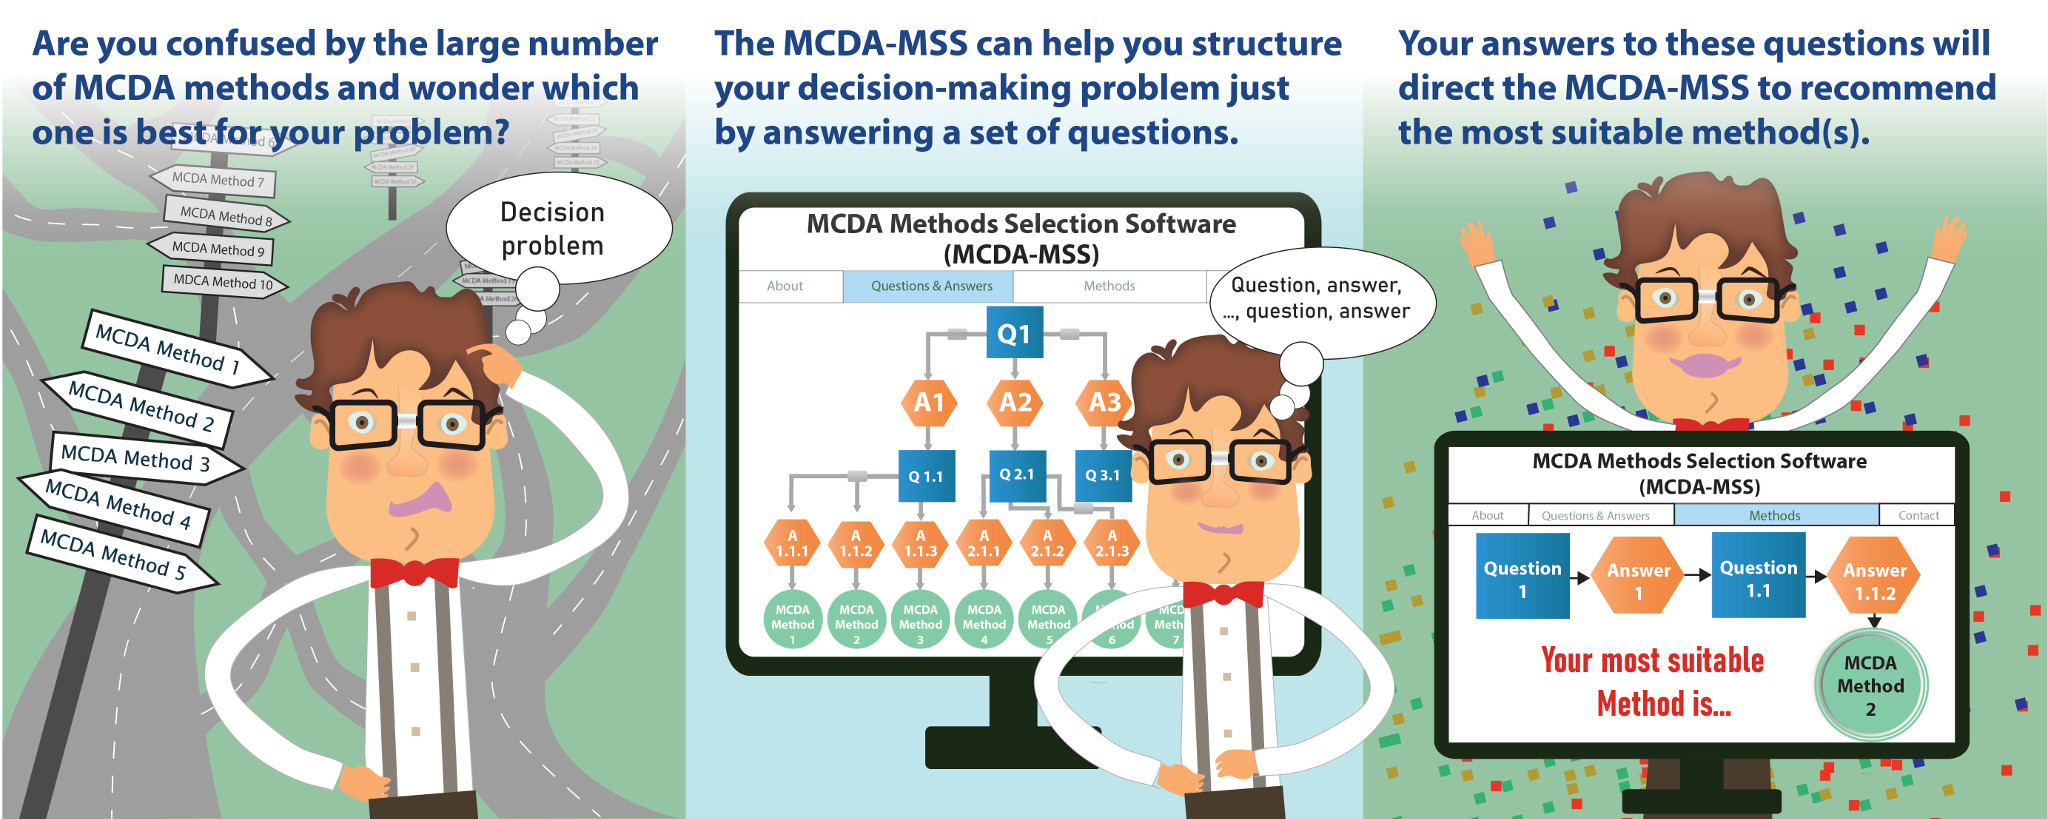 Are you confused by the large number
of MCDA methods and wonder which
one is best for your problem?
MCDA Method 6
MCDA Method 7
MCDA Method 8
MCDA Method 9
MDCA Method 10
MCDA Method 1
MCDA Method 2
MCDA Method 3
MCDA Method 4
MCDA Method 5
Decision
problem
The MCDA-MSS can help you structure
your decision-making problem just
by answering a set of questions.
MCDA Methods Selection Software
(MCDA-MSS)
About
Questions & Answers
Methods
Question, answer,
..., question, answer
Q1
A1
A2
A3
Q 1.1
Q 2.1
Q 3.1
A
1.1.1
A
1.1.2
A
1.1.3
A
2.1.1
A
2.1.2
A
2.1.3
MCDA
Method
1
MCDA
Method
2
MCDA
Method
3
MCDA
Method
4
MCDA
Method
5
6
7
Your answers to these questions will
direct the MCDA-MSS to recommend
the most suitable method(s).
MCDA Methods Selection Software
(MCDA-MSS)
About
Questions & Answers
Methods
Contact
Question
1
Answer
1
Question
1.1
Answer
1.1.2
Your most suitable
Method is...
MCDA
Method
2